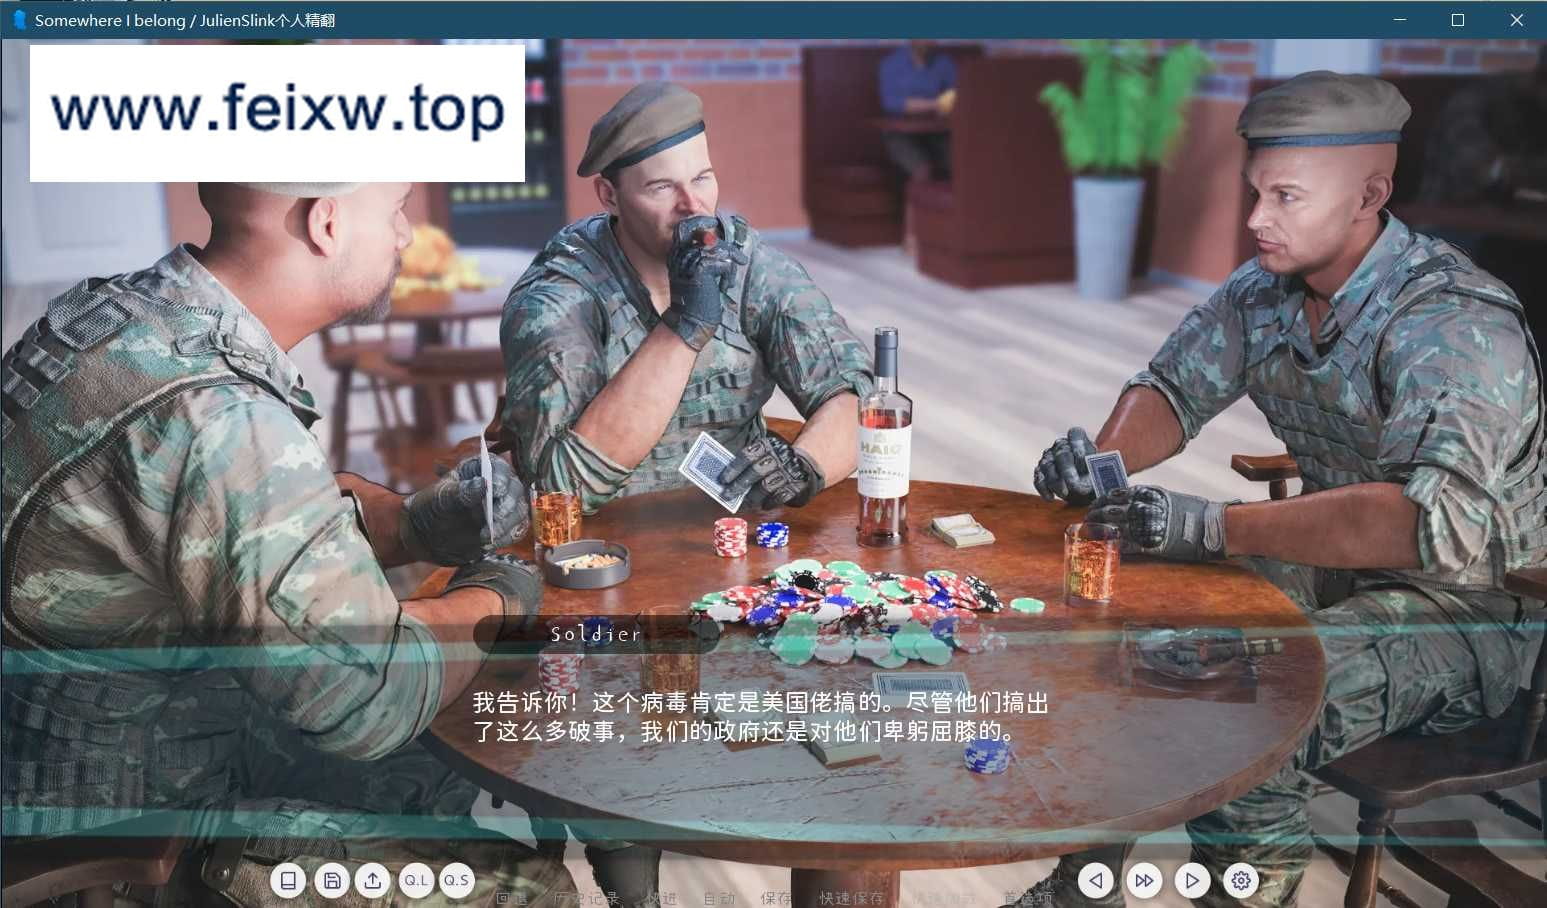 Somewhere I belong / JulienSlink个人精翻
www.feixw.top
HAIG
Soldier
我告诉你！这个病毒肯定是美国佬搞的。尽管他们搞出
了这么多破事，我们的政府还是对他们卑躬屈膝的。
Q.L Q.S
回退 历史记录 快进 自动 保存 快速保存 快速读取 首选项